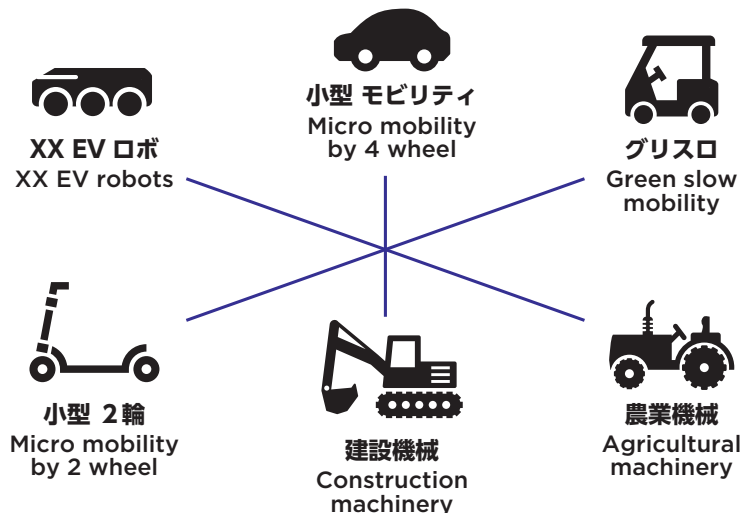 XX EV ロボ
XX EV robots
小型 モビリティ
Micro mobility
by 4 wheel
グリスロ
Green slow
mobility
小型 2輪
Micro mobility
by 2 wheel
建設機械
Construction
machinery
農業機械
Agricultural
machinery